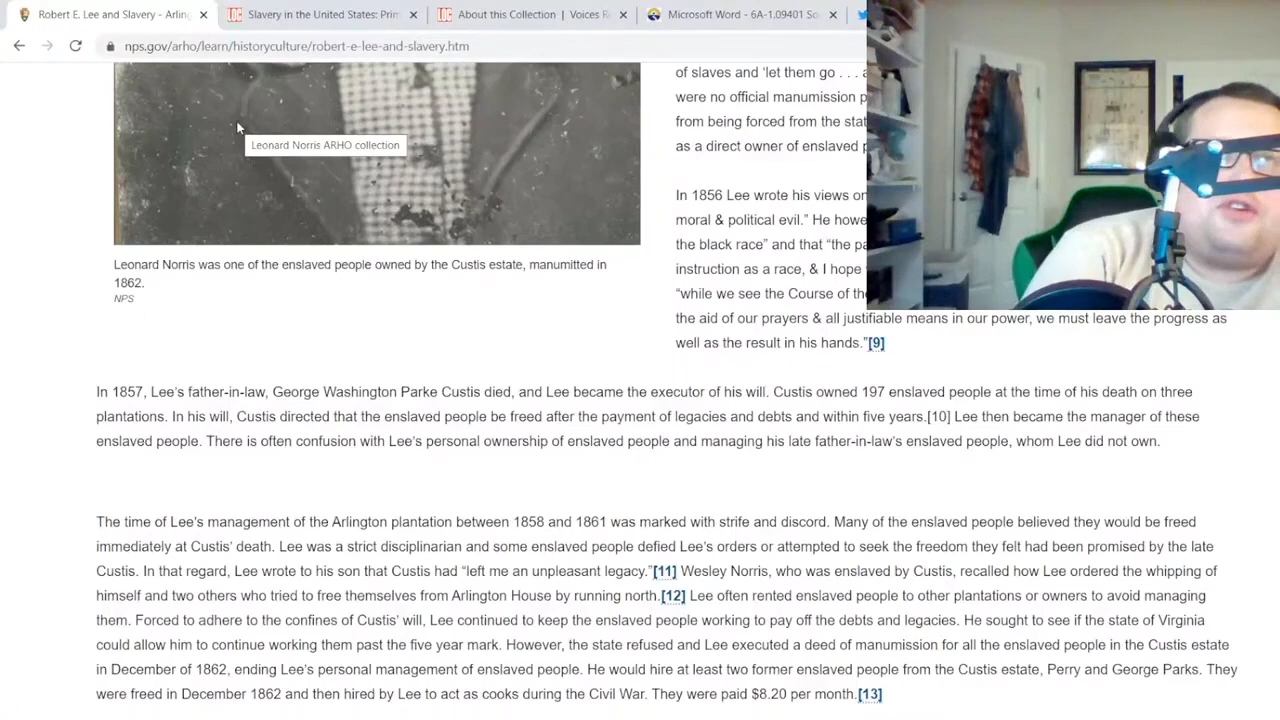 Robert E. Lee and Slavery - Arlin
Slavery in the United States: Prim
About this Collection | Voices R
Microsoft Word - 6A-1.09401 So
nps.gov/arho/learn/historyculture/robert-e-lee-and-slavery.htm
Leonard Norris ARHO collection
Leonard Norris was one of the enslaved people owned by the Custis estate, manumitted in
1862.
NPS
of slaves and 'let them go . . . a
were no official manumission p
from being forced from the stat
as a direct owner of enslaved p
In 1856 Lee wrote his views on
moral & political evil.” He howe
the black race” and that “the pa
instruction as a race, & I hope
“while we see the Course of the
the aid of our prayers & all justifiable means in our power, we must leave the progress as
well as the result in his hands.”[9]
In 1857, Lee's father-in-law, George Washington Parke Custis died, and Lee became the executor of his will. Custis owned 197 enslaved people at the time of his death on three
plantations. In his will, Custis directed that the enslaved people be freed after the payment of legacies and debts and within five years.[10] Lee then became the manager of these
enslaved people. There is often confusion with Lee's personal ownership of enslaved people and managing his late father-in-law's enslaved people, whom Lee did not own.
The time of Lee's management of the Arlington plantation between 1858 and 1861 was marked with strife and discord. Many of the enslaved people believed they would be freed
immediately at Custis' death. Lee was a strict disciplinarian and some enslaved people defied Lee's orders or attempted to seek the freedom they felt had been promised by the late
Custis. In that regard, Lee wrote to his son that Custis had “left me an unpleasant legacy.”[11] Wesley Norris, who was enslaved by Custis, recalled how Lee ordered the whipping of
himself and two others who tried to free themselves from Arlington House by running north.[12] Lee often rented enslaved people to other plantations or owners to avoid managing
them. Forced to adhere to the confines of Custis' will, Lee continued to keep the enslaved people working to pay off the debts and legacies. He sought to see if the state of Virginia
could allow him to continue working them past the five year mark. However, the state refused and Lee executed a deed of manumission for all the enslaved people in the Custis estate
in December of 1862, ending Lee's personal management of enslaved people. He would hire at least two former enslaved people from the Custis estate, Perry and George Parks. They
were freed in December 1862 and then hired by Lee to act as cooks during the Civil War. They were paid $8.20 per month.[13]